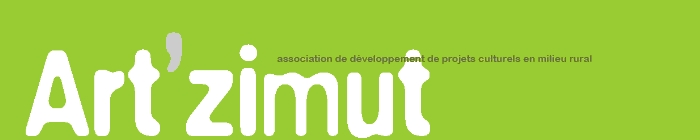 Art'zimut
association de développement de projets culturels en milieu rural